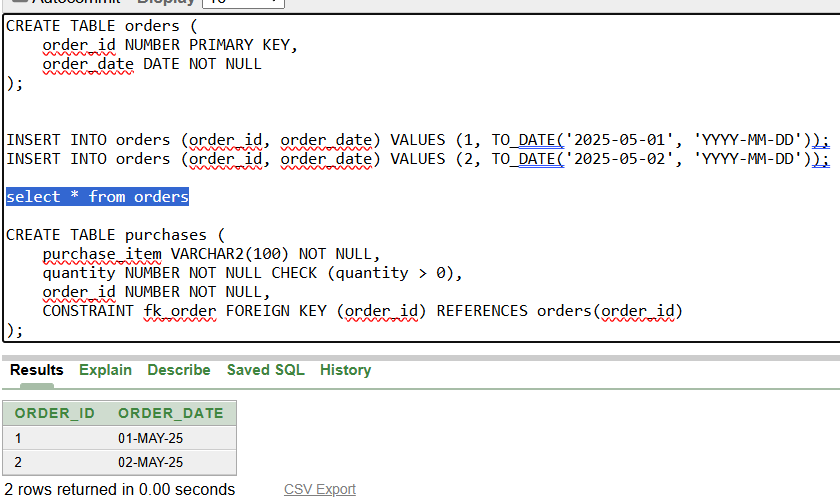 Autocommit Display 10
CREATE TABLE orders (
    order_id NUMBER PRIMARY KEY,
    order_date DATE NOT NULL
);
INSERT INTO orders (order_id, order_date) VALUES (1, TO_DATE('2025-05-01', 'YYYY-MM-DD'));
INSERT INTO orders (order_id, order_date) VALUES (2, TO_DATE('2025-05-02', 'YYYY-MM-DD'));
select * from orders
CREATE TABLE purchases (
    purchase_item VARCHAR2(100) NOT NULL,
    quantity NUMBER NOT NULL CHECK (quantity > 0),
    order_id NUMBER NOT NULL,
    CONSTRAINT fk_order FOREIGN KEY (order_id) REFERENCES orders(order_id)
);
Results Explain Describe Saved SQL History
ORDER_ID ORDER_DATE
1 01-MAY-25
2 02-MAY-25
2 rows returned in 0.00 seconds CSV Export